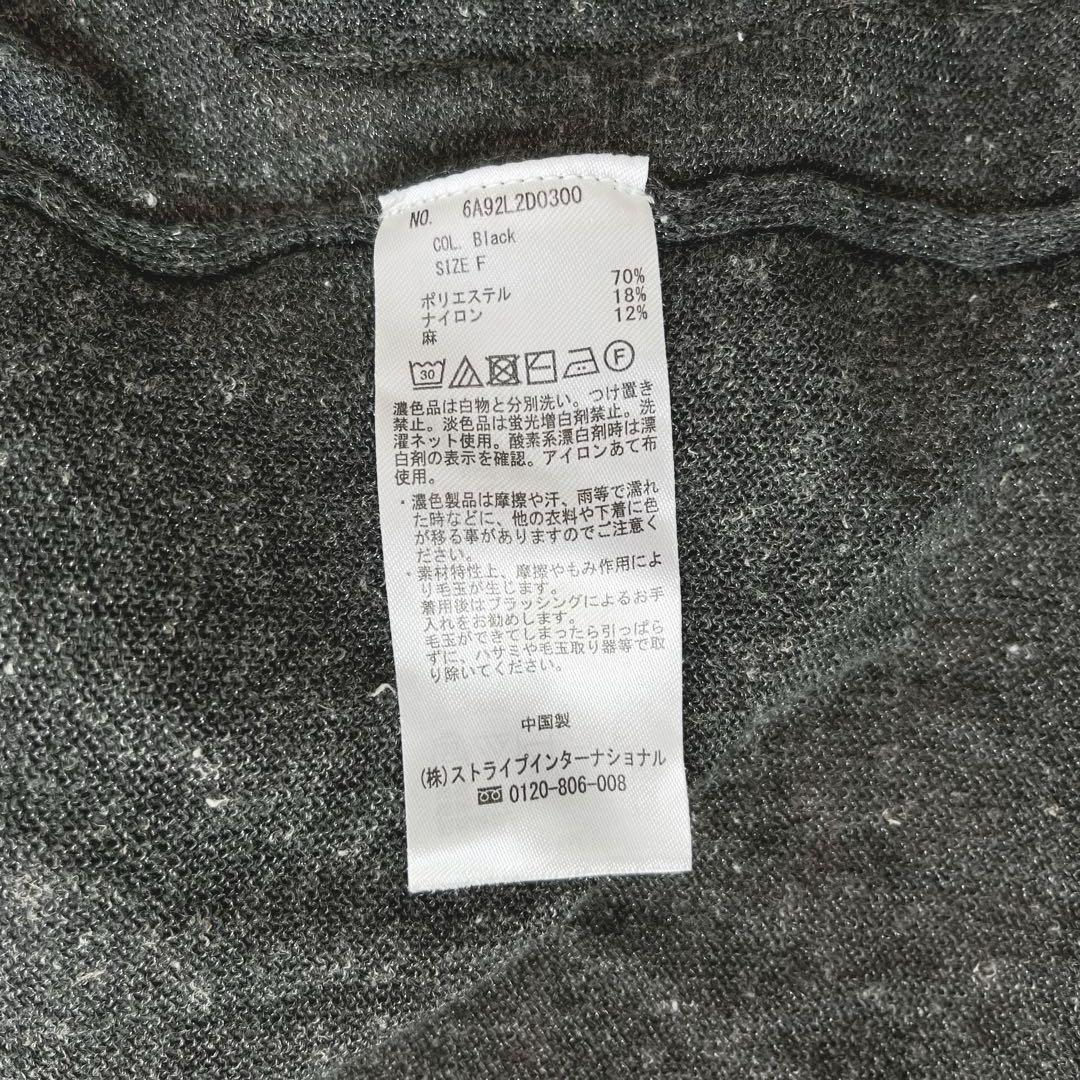 NO. 6A92L2D0300
COL. Black
SIZE F
ポリエステル 70%
ナイロン 18%
麻 12%
30 F
濃色品は白物と分別洗い。つけ置き
禁止。淡色品は蛍光増白剤禁止。洗
濯ネット使用。酸素系漂白剤時は漂
白剤の表示を確認。アイロンあて布
使用。
・濃色製品は摩擦や汗、雨等で濡れ
た時などに、他の衣料や下着に色
が移る事がありますのでご注意く
ださい。
・素材特性上、摩擦やもみ作用によ
り毛玉が生じます。
着用後はブラッシングによるお手
入れをお勧めします。
毛玉ができてしまったら引っぱら
ずに、ハサミや毛玉取り器等で取
り除いてください。
中国製
(株)ストライプインターナショナル
0120-806-008